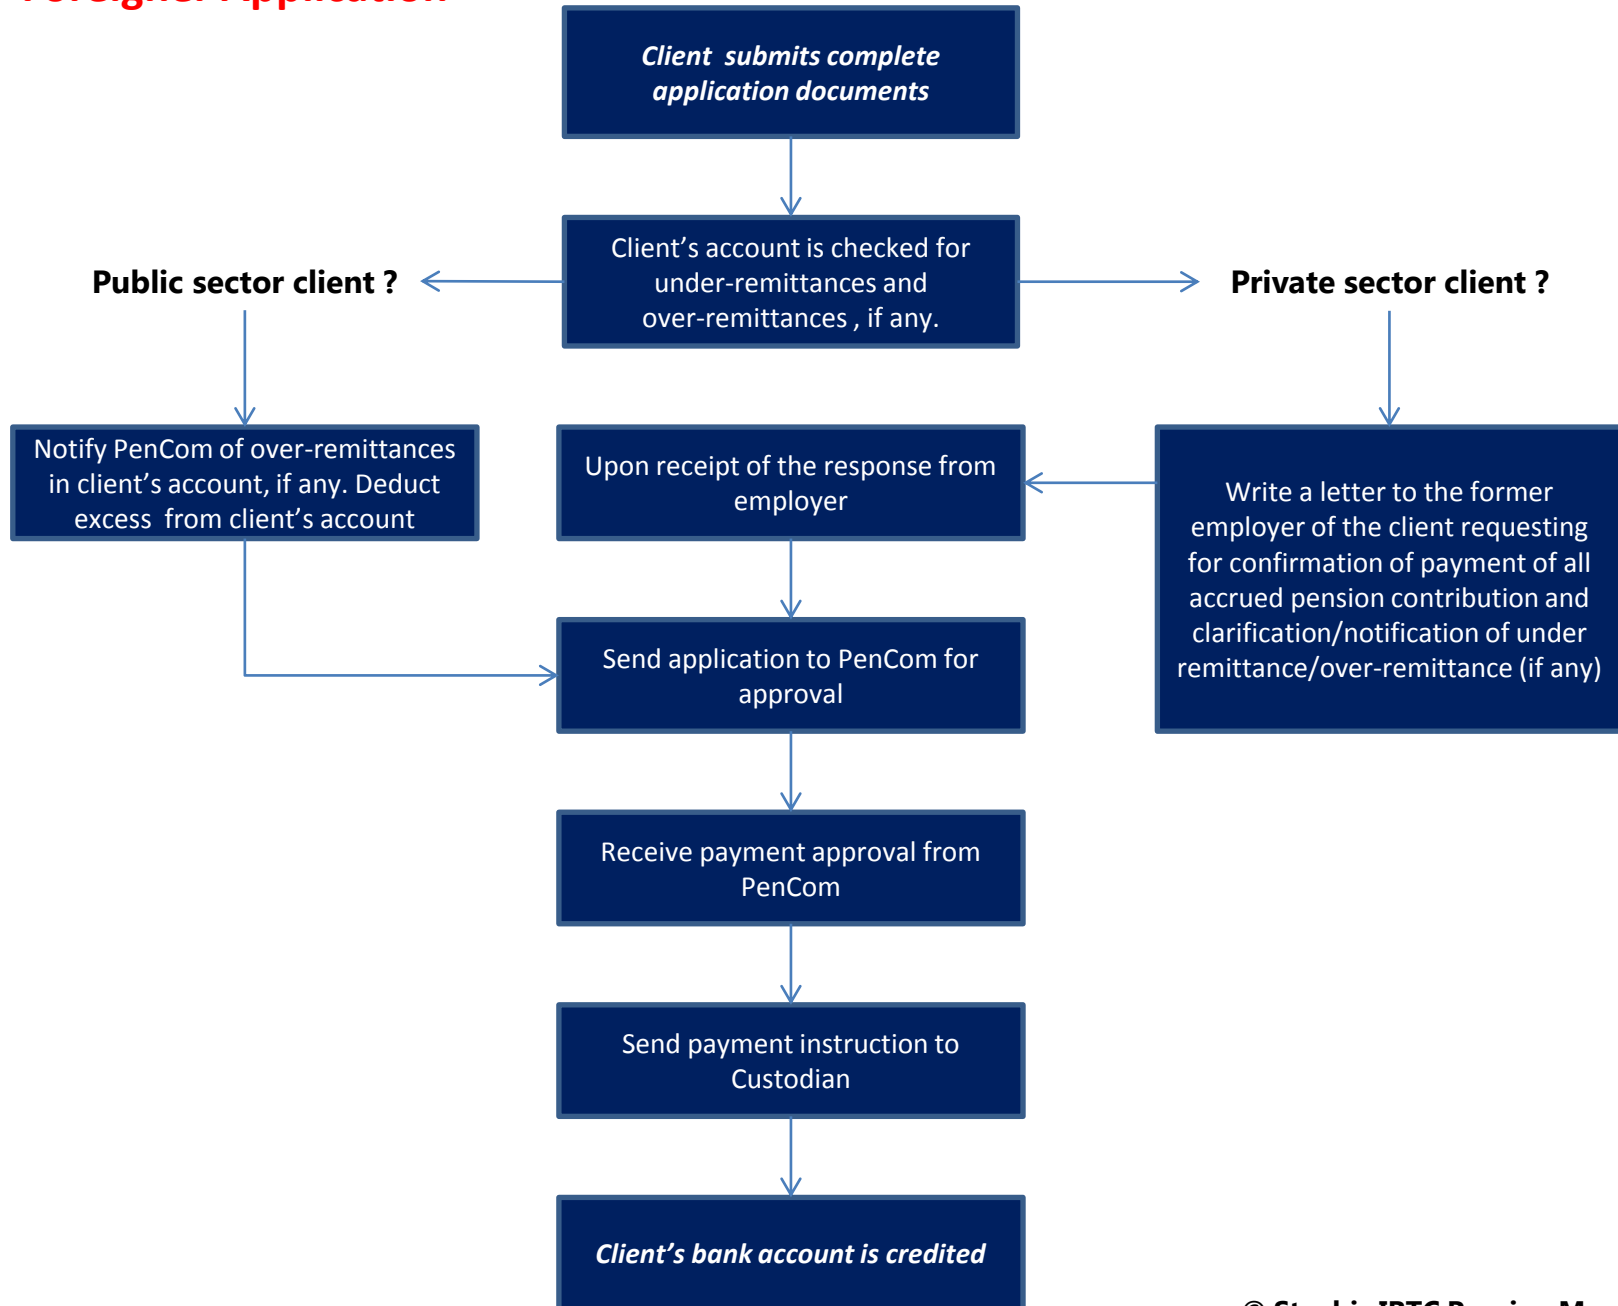 Foreigner Application
Client submits complete
application documents
Client’s account is checked for
under-remittances and
over-remittances , if any.
Public sector client ?
Private sector client ?
Notify PenCom of over-remittances
in client’s account, if any. Deduct
excess from client’s account
Upon receipt of the response from
employer
Write a letter to the former
employer of the client requesting
for confirmation of payment of all
accrued pension contribution and
clarification/notification of under
remittance/over-remittance (if any)
Send application to PenCom for
approval
Receive payment approval from
PenCom
Send payment instruction to
Custodian
Client’s bank account is credited
© Stanbic IBTC Pension M